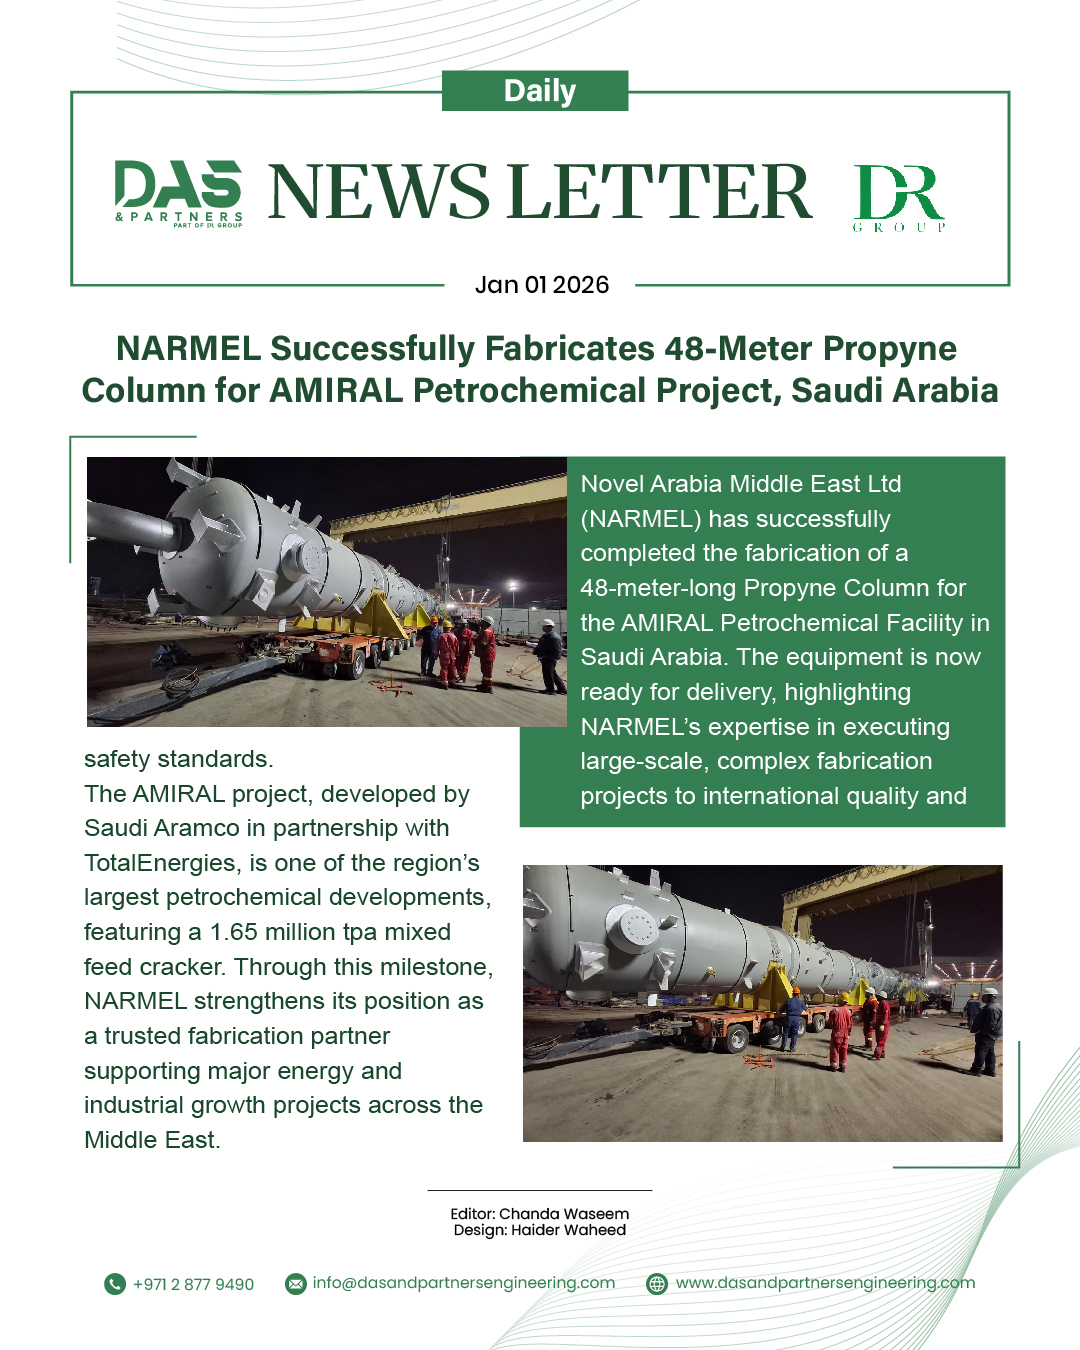 Daily
DAS
& PARTNERS
PART OF DR GROUP
NEWS LETTER
DR
GROUP
Jan 01 2026
NARMEL Successfully Fabricates 48-Meter Propyne
Column for AMIRAL Petrochemical Project, Saudi Arabia
Novel Arabia Middle East Ltd
(NARMEL) has successfully
completed the fabrication of a
48-meter-long Propyne Column for
the AMIRAL Petrochemical Facility in
Saudi Arabia. The equipment is now
ready for delivery, highlighting
NARMEL’s expertise in executing
large-scale, complex fabrication
projects to international quality and
safety standards.
The AMIRAL project, developed by
Saudi Aramco in partnership with
TotalEnergies, is one of the region’s
largest petrochemical developments,
featuring a 1.65 million tpa mixed
feed cracker. Through this milestone,
NARMEL strengthens its position as
a trusted fabrication partner
supporting major energy and
industrial growth projects across the
Middle East.
Editor: Chanda Waseem
Design: Haider Waheed
+971 2 877 9490
info@dasandpartnersengineering.com
www.dasandpartnersengineering.com